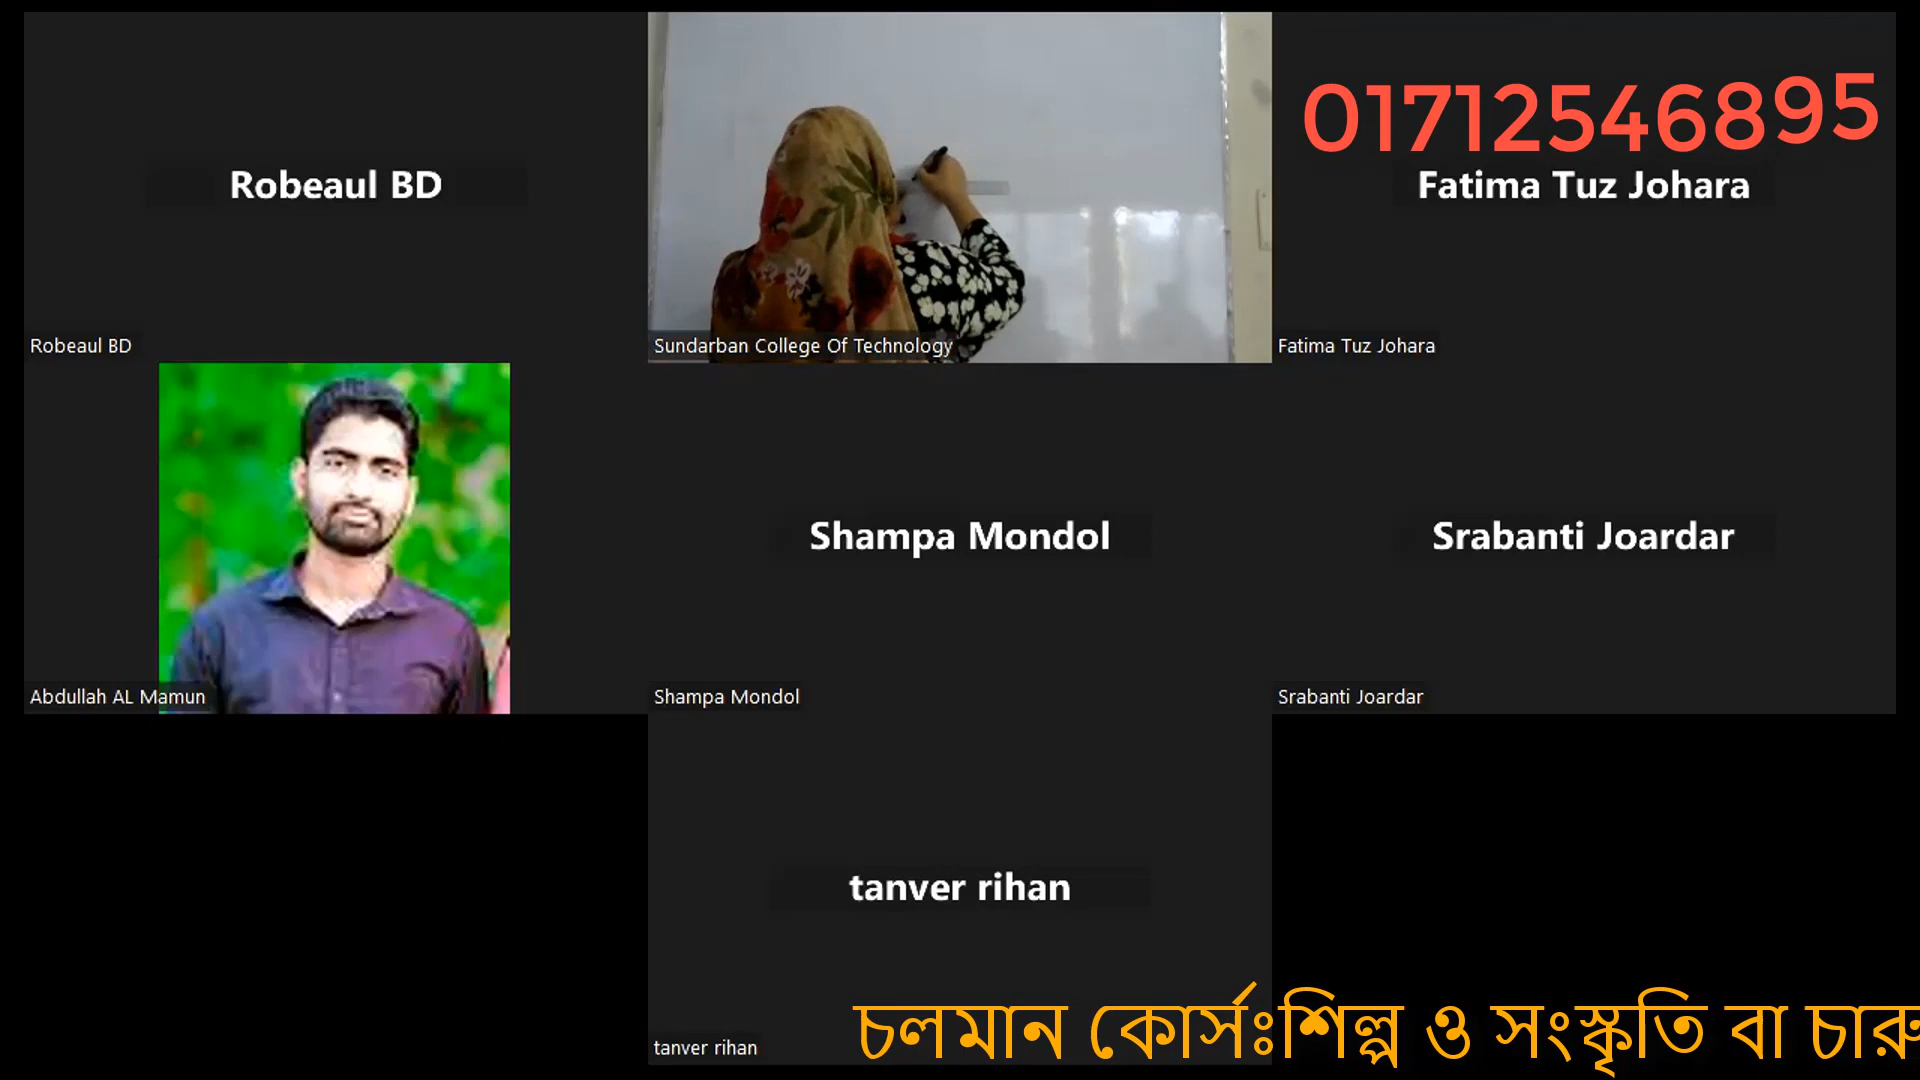 01712546895
Robeaul BD
Fatima Tuz Johara
Robeaul BD
Sundarban College Of Technology
Fatima Tuz Johara
Shampa Mondol
Srabanti Joardar
Abdullah AL Mamun
Shampa Mondol
Srabanti Joardar
tanver rihan
tanver rihan
চলমান কোর্সঃশিল্প ও সংস্কৃতি বা চারু